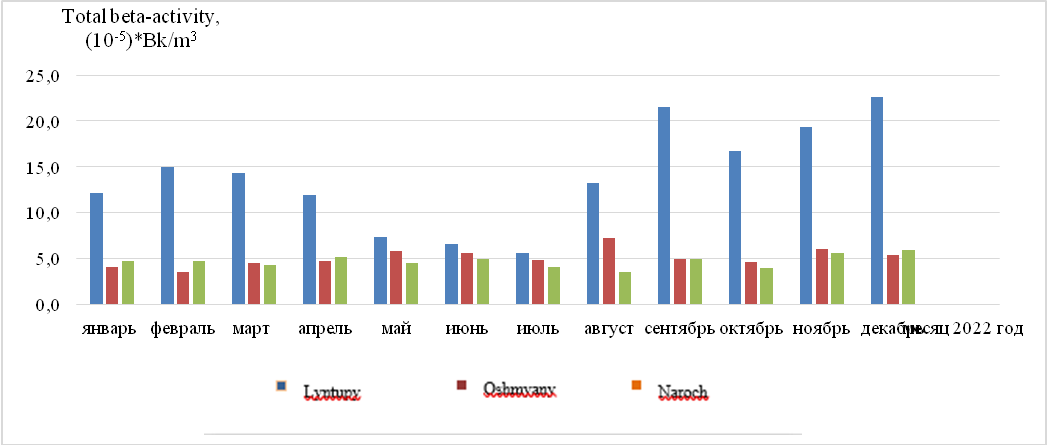 Total beta-activity,
(10⁻⁵)*Bk/m³
25,0
20,0
15,0
10,0
5,0
0,0
январь февраль март апрель май июнь июль август сентябрь октябрь ноябрь декабрь месяц 2022 год
Lyntupy Oshmyany Naroch